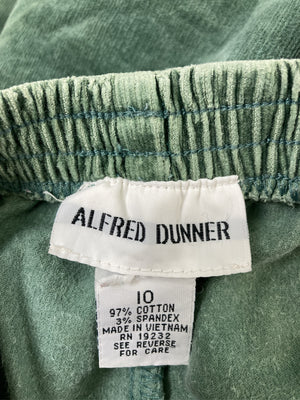 ALFRED DUNNER
10
97% COTTON
3% SPANDEX
MADE IN VIETNAM
RN 19232
SEE REVERSE
FOR CARE